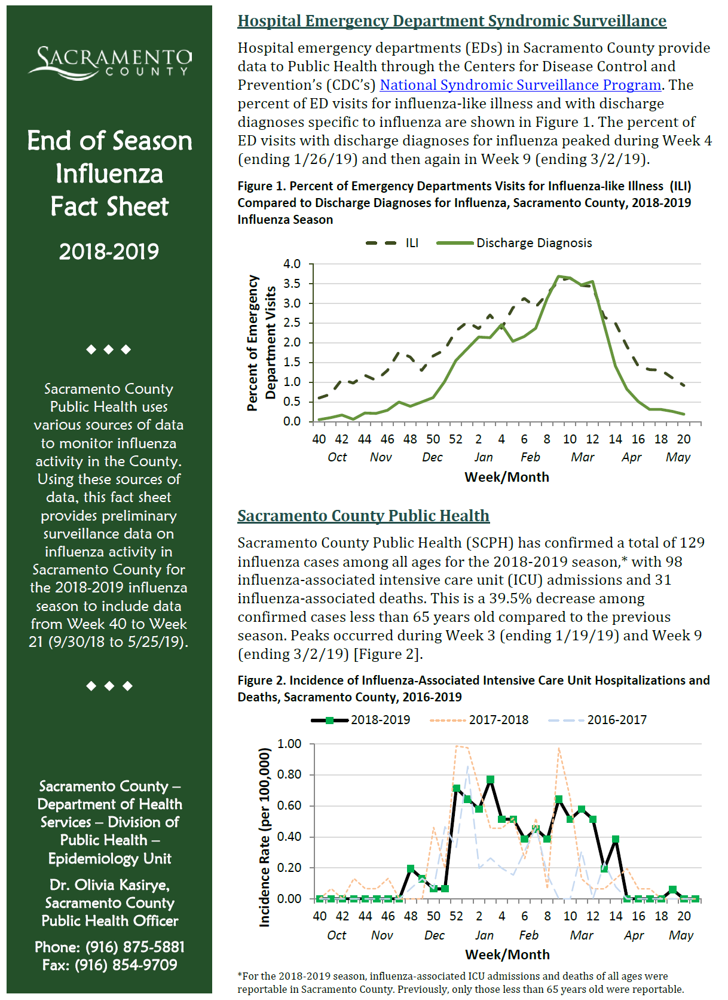 SACRAMENTO
COUNTY
End of Season
Influenza
Fact Sheet
2018-2019
Sacramento County
Public Health uses
various sources of data
to monitor influenza
activity in the County.
Using these sources of
data, this fact sheet
provides preliminary
surveillance data on
influenza activity in
Sacramento County for
the 2018-2019 influenza
season to include data
from Week 40 to Week
21 (9/30/18 to 5/25/19).
Sacramento County –
Department of Health
Services – Division of
Public Health –
Epidemiology Unit
Dr. Olivia Kasirye,
Sacramento County
Public Health Officer
Phone: (916) 875-5881
Fax: (916) 854-9709
Hospital Emergency Department Syndromic Surveillance
Hospital emergency departments (EDs) in Sacramento County provide
data to Public Health through the Centers for Disease Control and
Prevention’s (CDC’s) National Syndromic Surveillance Program. The
percent of ED visits for influenza-like illness and with discharge
diagnoses specific to influenza are shown in Figure 1. The percent of
ED visits with discharge diagnoses for influenza peaked during Week 4
(ending 1/26/19) and then again in Week 9 (ending 3/2/19).
Figure 1. Percent of Emergency Departments Visits for Influenza-like Illness (ILI)
Compared to Discharge Diagnoses for Influenza, Sacramento County, 2018-2019
Influenza Season
ILI Discharge Diagnosis
Percent of Emergency
Department Visits
4.0
3.5
3.0
2.5
2.0
1.5
1.0
0.5
0.0
40 42 44 46 48 50 52 2 4 6 8 10 12 14 16 18 20
Oct Nov Dec Jan Feb Mar Apr May
Week/Month
Sacramento County Public Health
Sacramento County Public Health (SCPH) has confirmed a total of 129
influenza cases among all ages for the 2018-2019 season,* with 98
influenza-associated intensive care unit (ICU) admissions and 31
influenza-associated deaths. This is a 39.5% decrease among
confirmed cases less than 65 years old compared to the previous
season. Peaks occurred during Week 3 (ending 1/19/19) and Week 9
(ending 3/2/19) [Figure 2].
Figure 2. Incidence of Influenza-Associated Intensive Care Unit Hospitalizations and
Deaths, Sacramento County, 2016-2019
2018-2019 2017-2018 2016-2017
Incidence Rate (per 100,000)
1.00
0.80
0.60
0.40
0.20
0.00
40 42 44 46 48 50 52 2 4 6 8 10 12 14 16 18 20
Oct Nov Dec Jan Feb Mar Apr May
Week/Month
*For the 2018-2019 season, influenza-associated ICU admissions and deaths of all ages were
reportable in Sacramento County. Previously, only those less than 65 years old were reportable.